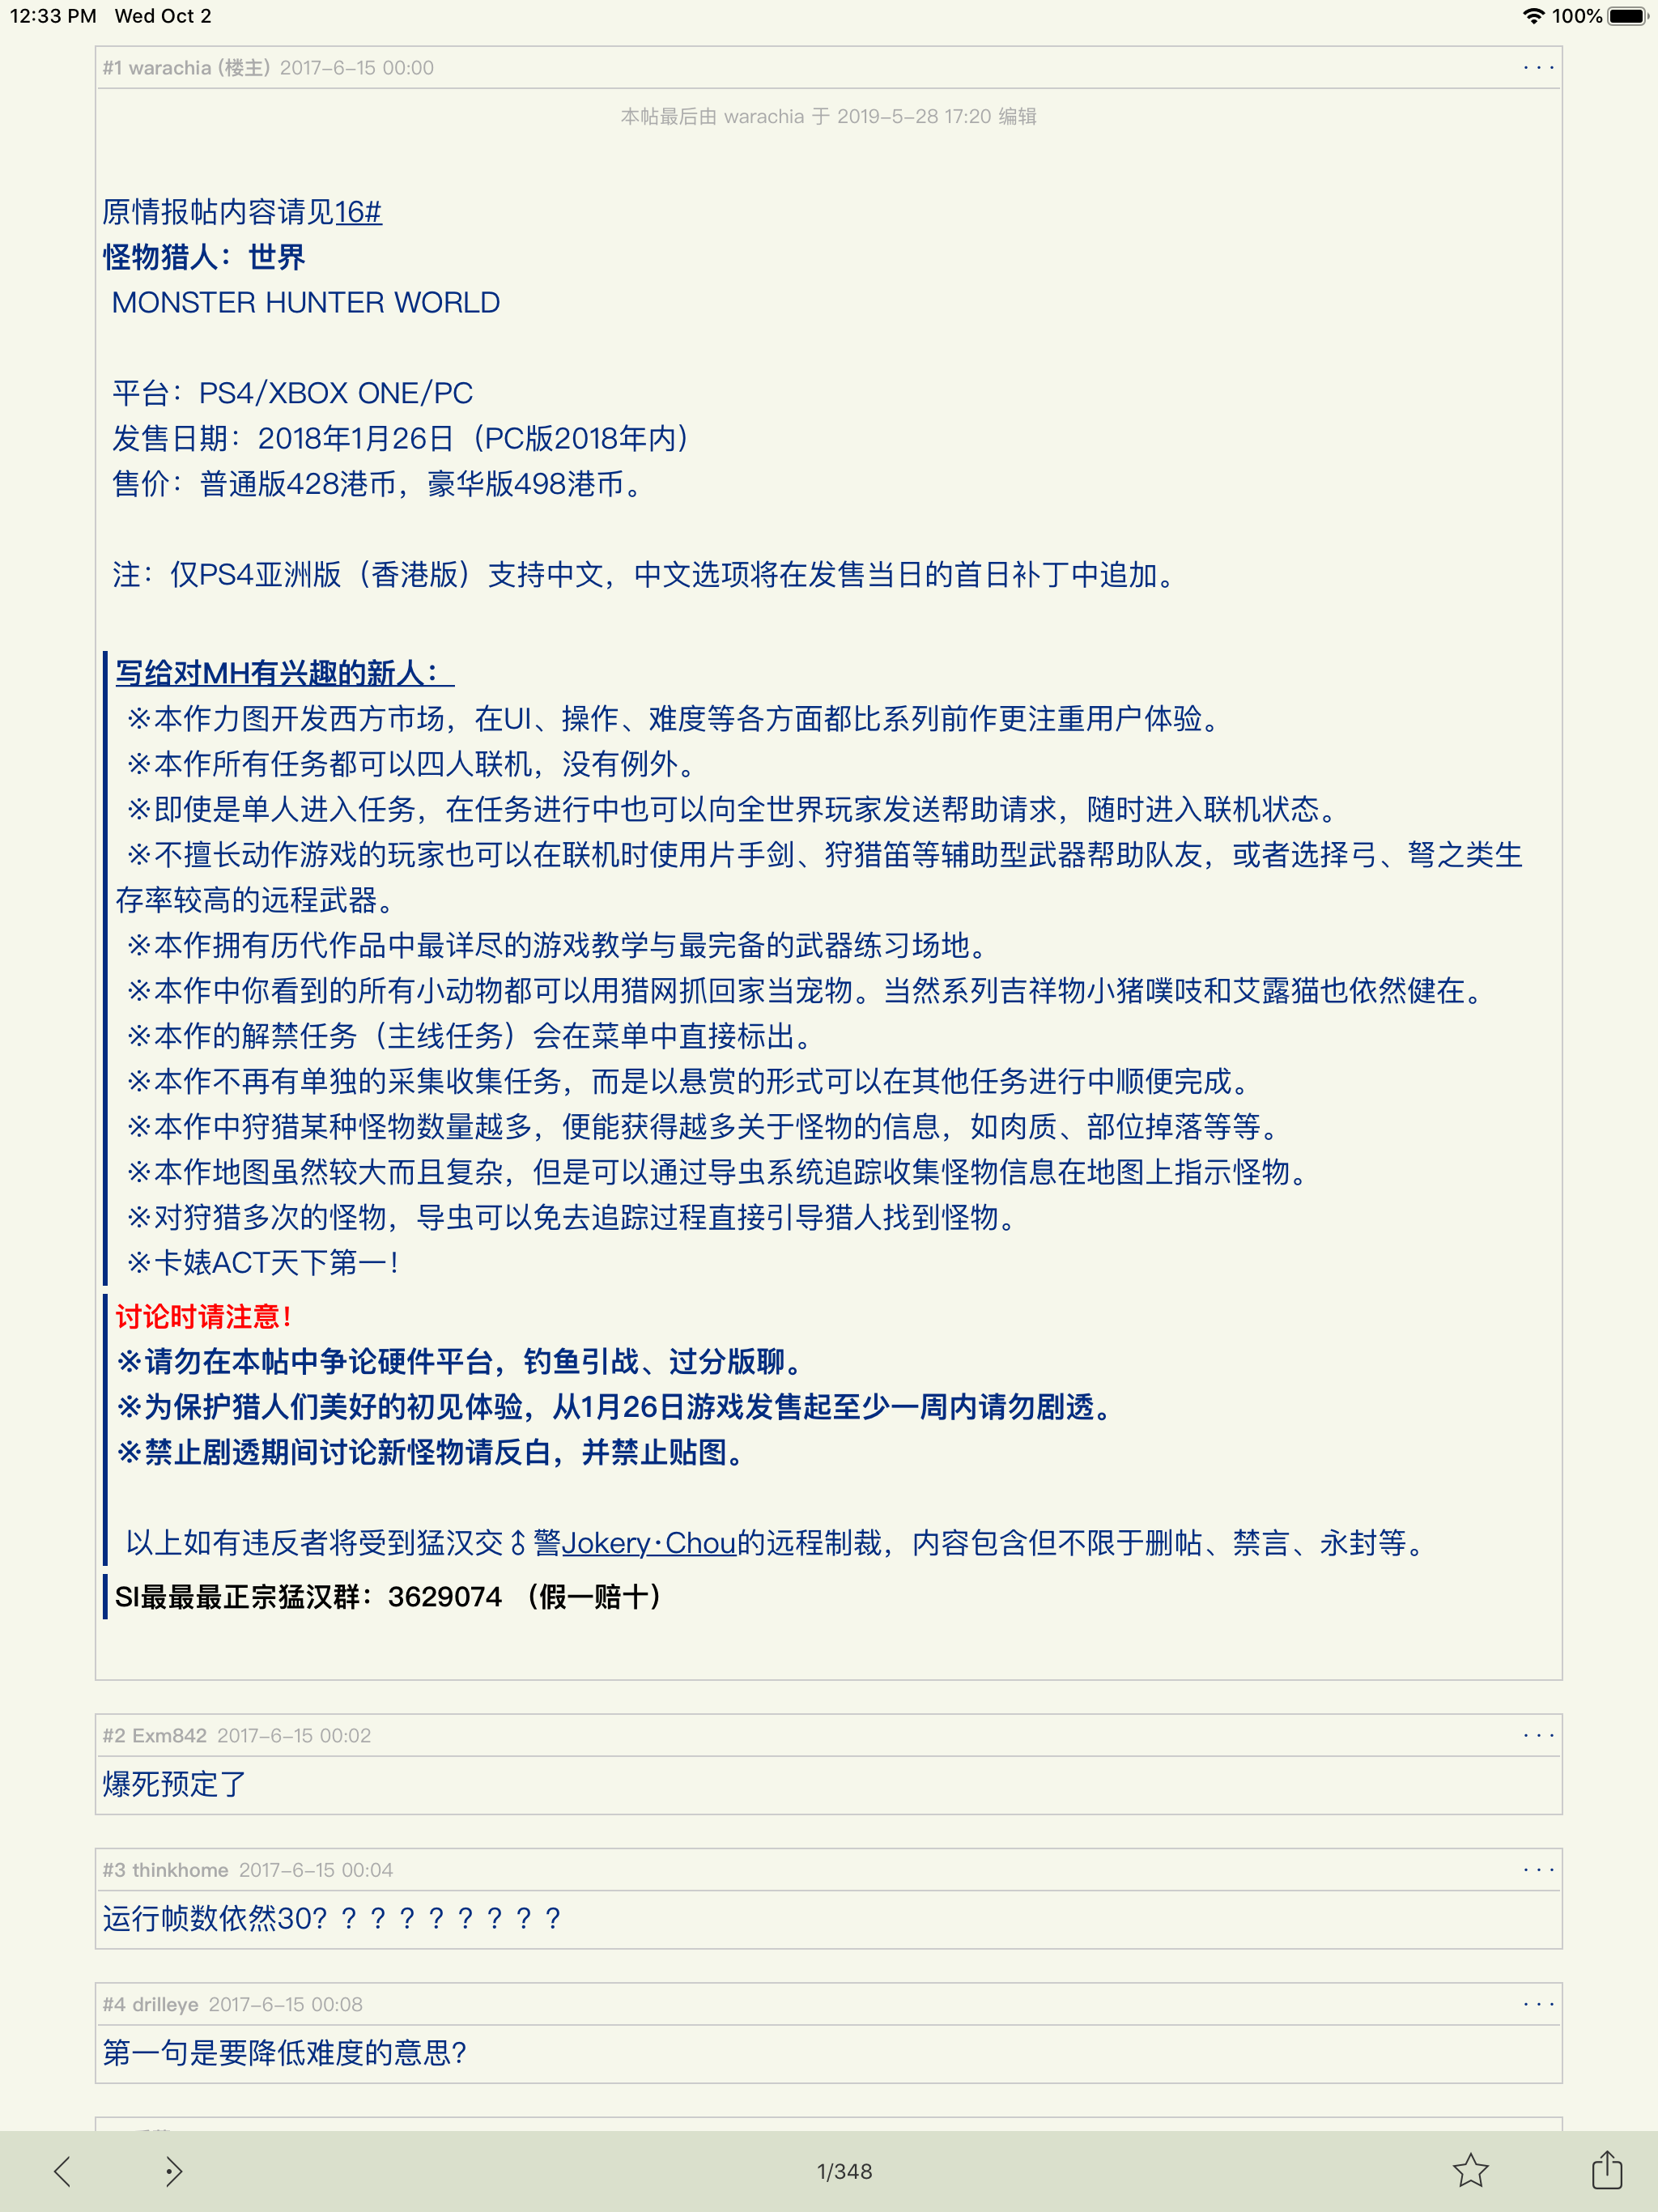 12:33 PM Wed Oct 2 100%
#1 warachia (楼主) 2017-6-15 00:00 ···
本帖最后由 warachia 于 2019-5-28 17:20 编辑
原情报帖内容请见16#
怪物猎人：世界
MONSTER HUNTER WORLD
平台：PS4/XBOX ONE/PC
发售日期：2018年1月26日（PC版2018年内）
售价：普通版428港币，豪华版498港币。
注：仅PS4亚洲版（香港版）支持中文，中文选项将在发售当日的首日补丁中追加。
写给对MH有兴趣的新人：
※本作力图开发西方市场，在UI、操作、难度等各方面都比系列前作更注重用户体验。
※本作所有任务都可以四人联机，没有例外。
※即使是单人进入任务，在任务进行中也可以向全世界玩家发送帮助请求，随时进入联机状态。
※不擅长动作游戏的玩家也可以在联机时使用片手剑、狩猎笛等辅助型武器帮助队友，或者选择弓、弩之类生
存率较高的远程武器。
※本作拥有历代作品中最详尽的游戏教学与最完备的武器练习场地。
※本作中你看到的所有小动物都可以用猎网抓回家当宠物。当然系列吉祥物小猪噗吱和艾露猫也依然健在。
※本作的解禁任务（主线任务）会在菜单中直接标出。
※本作不再有单独的采集收集任务，而是以悬赏的形式可以在其他任务进行中顺便完成。
※本作中狩猎某种怪物数量越多，便能获得越多关于怪物的信息，如肉质、部位掉落等等。
※本作地图虽然较大而且复杂，但是可以通过导虫系统追踪收集怪物信息在地图上指示怪物。
※对狩猎多次的怪物，导虫可以免去追踪过程直接引导猎人找到怪物。
※卡婊ACT天下第一！
讨论时请注意！
※请勿在本帖中争论硬件平台，钓鱼引战、过分版聊。
※为保护猎人们美好的初见体验，从1月26日游戏发售起至少一周内请勿剧透。
※禁止剧透期间讨论新怪物请反白，并禁止贴图。
以上如有违反者将受到猛汉交♂警Jokery·Chou的远程制裁，内容包含但不限于删帖、禁言、永封等。
SI最最最正宗猛汉群：3629074 （假一赔十）
#2 Exm842 2017-6-15 00:02 ···
爆死预定了
#3 thinkhome 2017-6-15 00:04 ···
运行帧数依然30？？？？？？？？？
#4 drilleye 2017-6-15 00:08 ···
第一句是要降低难度的意思？
1/348